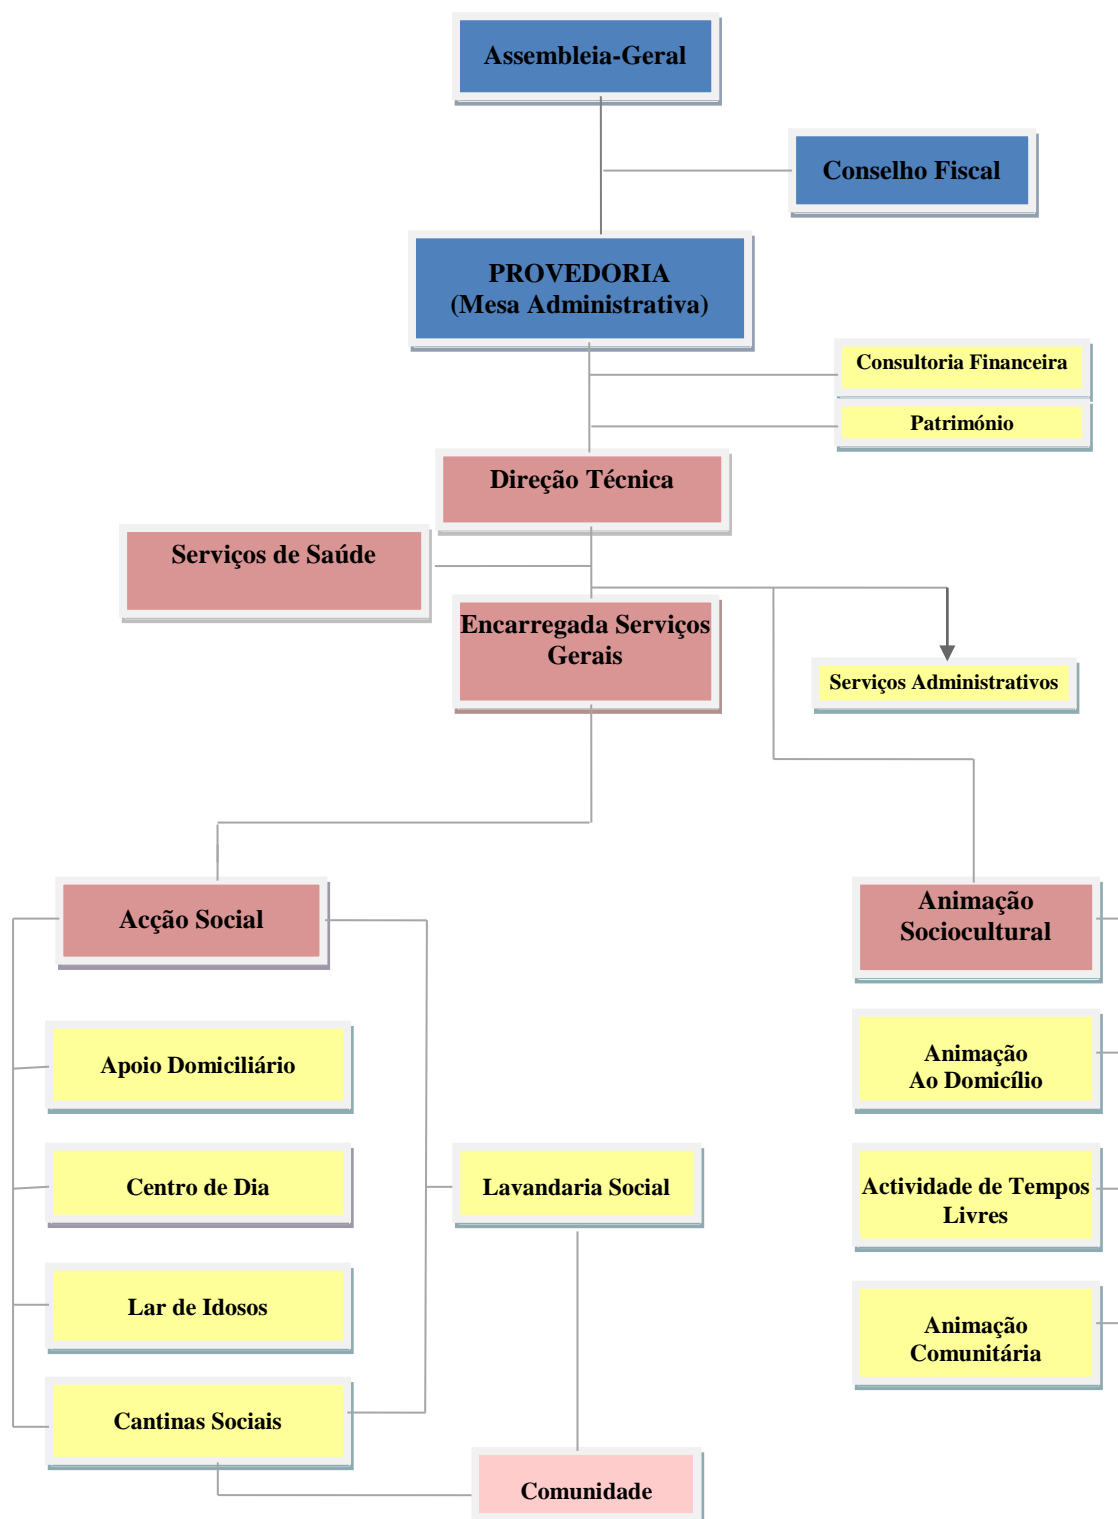 Assembleia-Geral
Conselho Fiscal
PROVEDORIA
(Mesa Administrativa)
Consultoria Financeira
Património
Direção Técnica
Serviços de Saúde
Encarregada Serviços
Gerais
Serviços Administrativos
Acção Social
Animação
Sociocultural
Apoio Domiciliário
Animação
Ao Domicílio
Centro de Dia
Lavandaria Social
Actividade de Tempos
Livres
Lar de Idosos
Animação
Comunitária
Cantinas Sociais
Comunidade